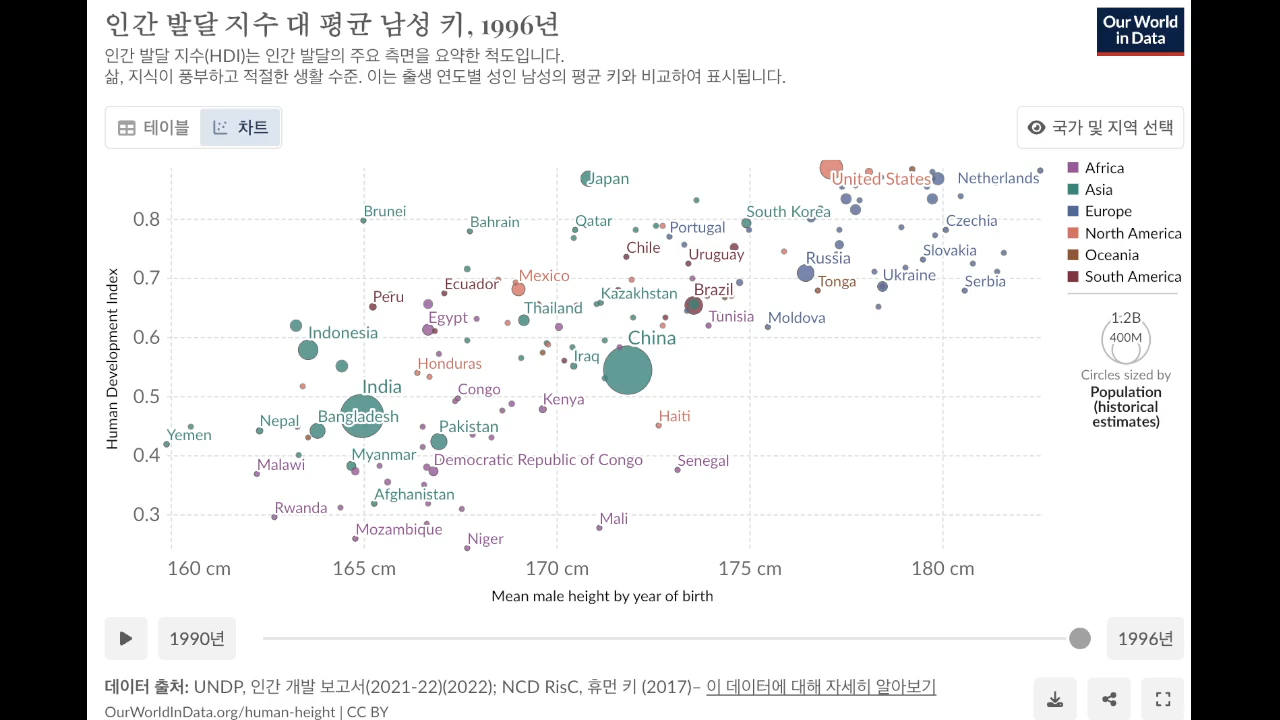 인간 발달 지수 대 평균 남성 키, 1996년
인간 발달 지수(HDI)는 인간 발달의 주요 측면을 요약한 척도입니다.
삶, 지식이 풍부하고 적절한 생활 수준. 이는 출생 연도별 성인 남성의 평균 키와 비교하여 표시됩니다.
Our World
in Data
테이블
차트
국가 및 지역 선택
Africa
Asia
Europe
North America
Oceania
South America
1:2B
400M
Circles sized by
Population
(historical
estimates)
Human Development Index
0.8
0.7
0.6
0.5
0.4
0.3
Japan
United States
Netherlands
Brunei
Bahrain
Qatar
South Korea
Portugal
Czechia
Chile
Uruguay
Russia
Slovakia
Ecuador
Mexico
Ukraine
Tonga
Serbia
Peru
Kazakhstan
Brazil
Thailand
Egypt
Tunisia
Moldova
Indonesia
China
Iraq
Honduras
India
Congo
Kenya
Nepal
Bangladesh
Haiti
Yemen
Pakistan
Myanmar
Malawi
Democratic Republic of Congo
Senegal
Afghanistan
Rwanda
Mali
Mozambique
Niger
160 cm
165 cm
170 cm
175 cm
180 cm
Mean male height by year of birth
1990년
1996년
데이터 출처: UNDP, 인간 개발 보고서(2021-22)(2022); NCD RisC, 휴먼 키 (2017)– 이 데이터에 대해 자세히 알아보기
OurWorldInData.org/human-height | CC BY